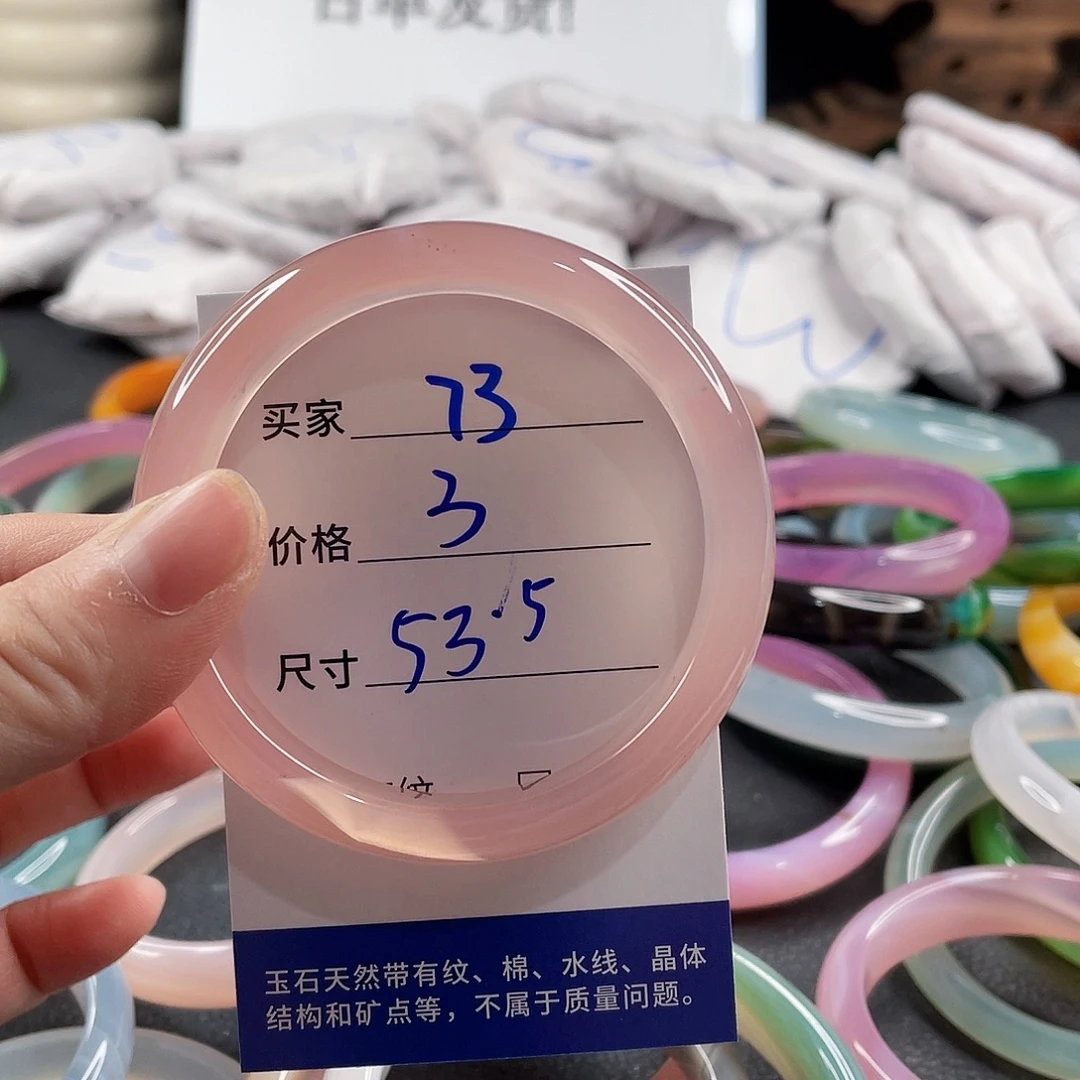 买家 73
价格 3
尺寸 53.5
纹
玉石天然带有纹、棉、水线、晶体
结构和矿点等，不属于质量问题。